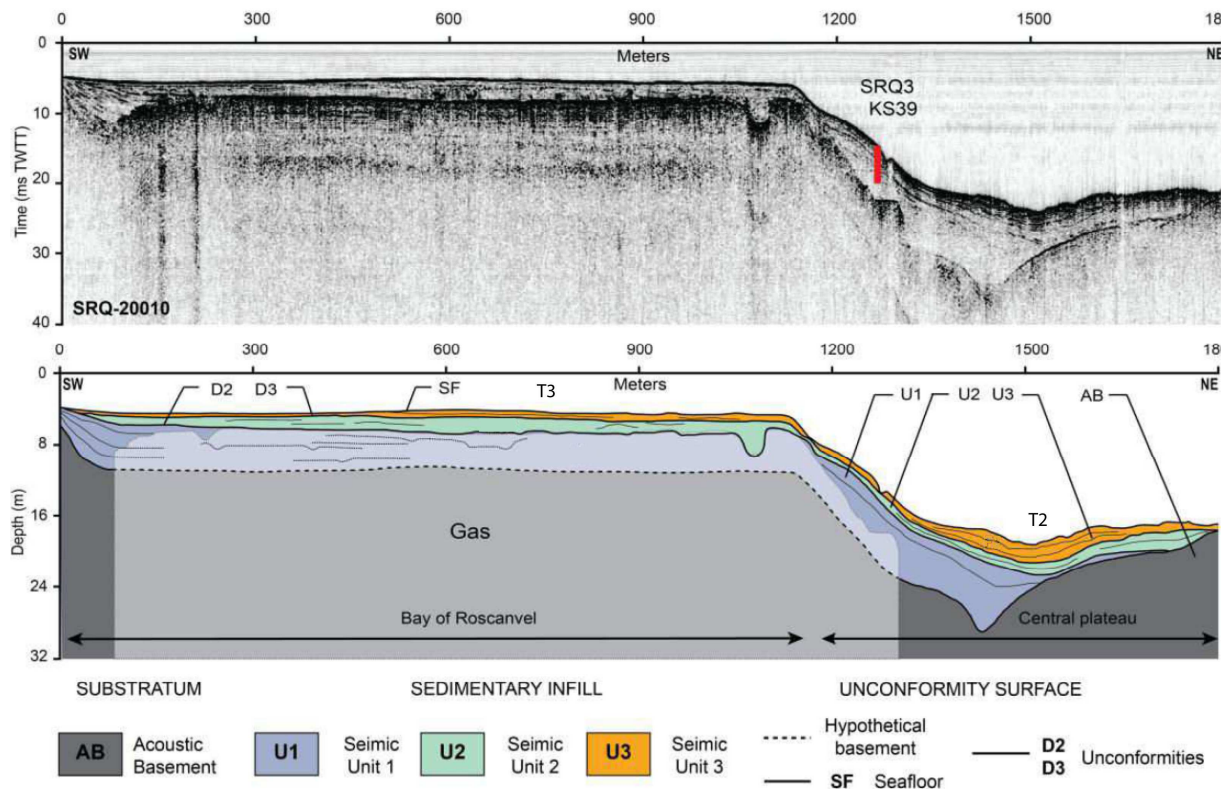 0 300 600 900 1200 1500 180
0 SW Meters NE
SRQ3
KS39
10
20
30
40
Time (ms TWTT)
SRQ-20010
0 300 600 900 1200 1500 180
0 SW Meters NE
D2 D3 SF T3 U1 U2 U3 AB
8
16
24
32
Depth (m)
T2
Gas
Bay of Roscanvel Central plateau
SUBSTRATUM SEDIMENTARY INFILL UNCONFORMITY SURFACE
AB Acoustic Basement
U1 Seimic Unit 1
U2 Seimic Unit 2
U3 Seimic Unit 3
Hypothetical basement
SF Seafloor
D2 D3 Unconformities